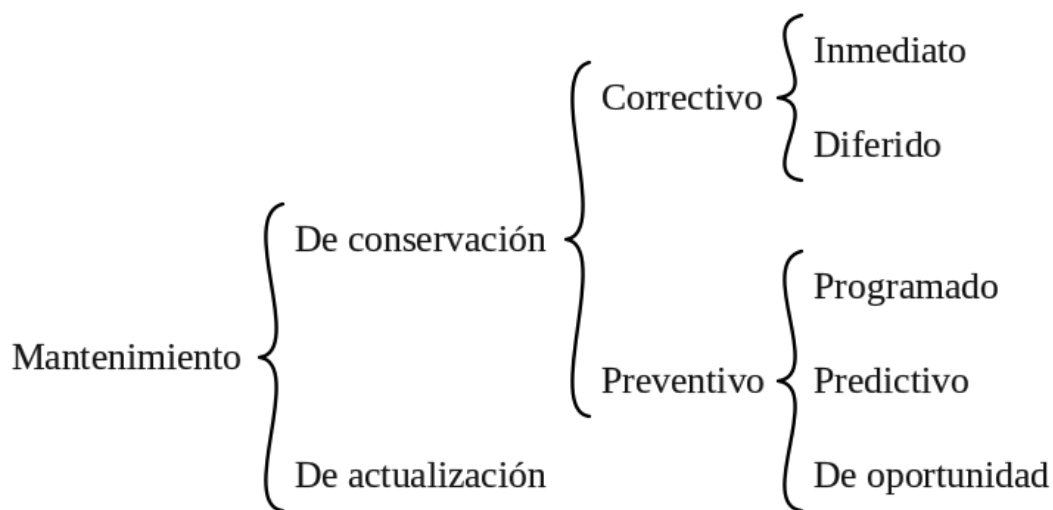 Mantenimiento
De conservación
Correctivo
Inmediato
Diferido
Preventivo
Programado
Predictivo
De oportunidad
De actualización